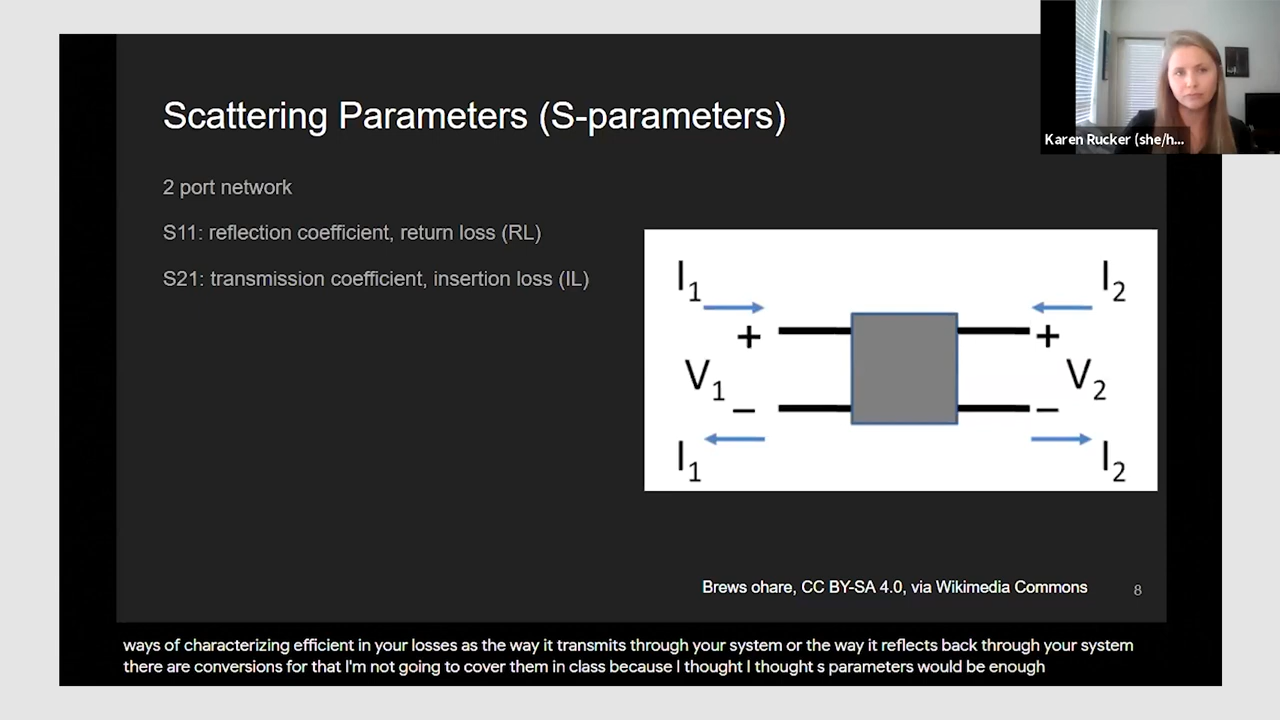 Scattering Parameters (S-parameters)
Karen Rucker (she/h...
2 port network
S11: reflection coefficient, return loss (RL)
S21: transmission coefficient, insertion loss (IL)
I1
I2
+
+
V1
V2
−
−
I1
I2
Brews ohare, CC BY-SA 4.0, via Wikimedia Commons
8
ways of characterizing efficient in your losses as the way it transmits through your system or the way it reflects back through your system
there are conversions for that I'm not going to cover them in class because I thought I thought s parameters would be enough